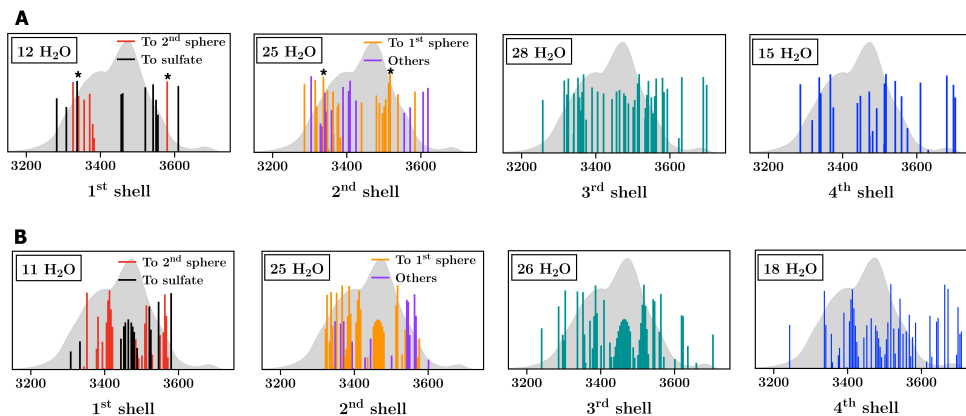 A
12 H₂O
To 2ⁿᵈ sphere
To sulfate
* *
3200 3400 3600
1ˢᵗ shell
25 H₂O
To 1ˢᵗ sphere
Others
* *
3200 3400 3600
2ⁿᵈ shell
28 H₂O
3200 3400 3600
3ʳᵈ shell
15 H₂O
3200 3400 3600
4ᵗʰ shell
B
11 H₂O
To 2ⁿᵈ sphere
To sulfate
3200 3400 3600
1ˢᵗ shell
25 H₂O
To 1ˢᵗ sphere
Others
3200 3400 3600
2ⁿᵈ shell
26 H₂O
3200 3400 3600
3ʳᵈ shell
18 H₂O
3200 3400 3600
4ᵗʰ shell